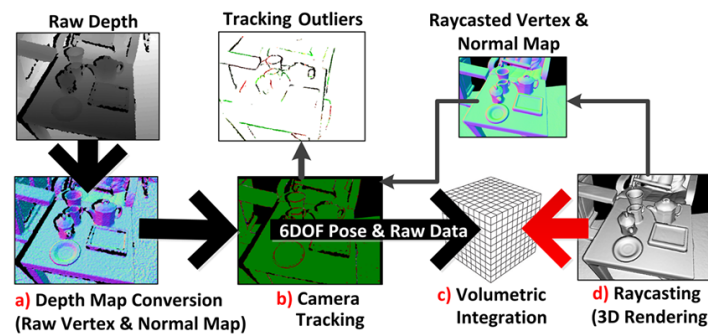 Raw Depth
Tracking Outliers
Raycasted Vertex &
Normal Map
6DOF Pose & Raw Data
a) Depth Map Conversion
(Raw Vertex & Normal Map)
b) Camera
Tracking
c) Volumetric
Integration
d) Raycasting
(3D Rendering